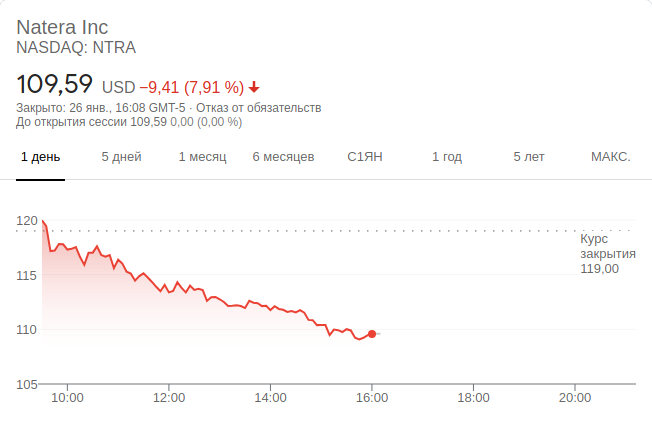 Natera Inc
NASDAQ: NTRA
109,59 USD −9,41 (7,91 %)
Закрыто: 26 янв., 16:08 GMT-5 · Отказ от обязательств
До открытия сессии 109,59 0,00 (0,00 %)
1 день 5 дней 1 месяц 6 месяцев С1ЯН 1 год 5 лет МАКС.
120
Курс
закрытия
119,00
115
110
105
10:00 12:00 14:00 16:00 18:00 20:00